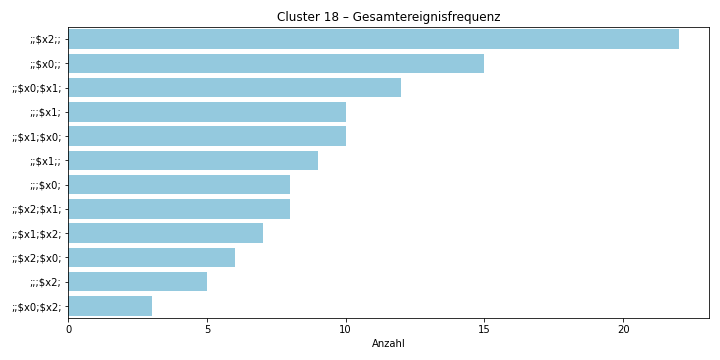 Cluster 18 – Gesamtereignisfrequenz
;;$x2;;
;;$x0;;
;;$x0;$x1;
;;;$x1;
;;$x1;$x0;
;;$x1;;
;;;$x0;
;;$x2;$x1;
;;$x1;$x2;
;;$x2;$x0;
;;;$x2;
;;$x0;$x2;
0 5 10 15 20
Anzahl